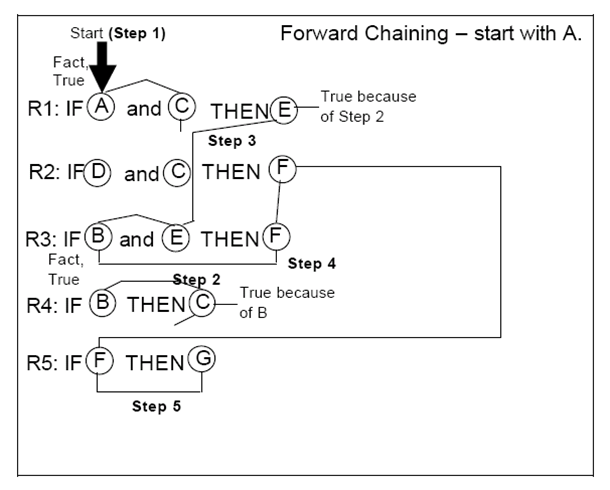 Start (Step 1)
Forward Chaining – start with A.
Fact,
True
R1: IF A and C THEN E
True because
of Step 2
Step 3
R2: IF D and C THEN F
R3: IF B and E THEN F
Step 4
Fact,
True
Step 2
R4: IF B THEN C
True because
of B
R5: IF F THEN G
Step 5